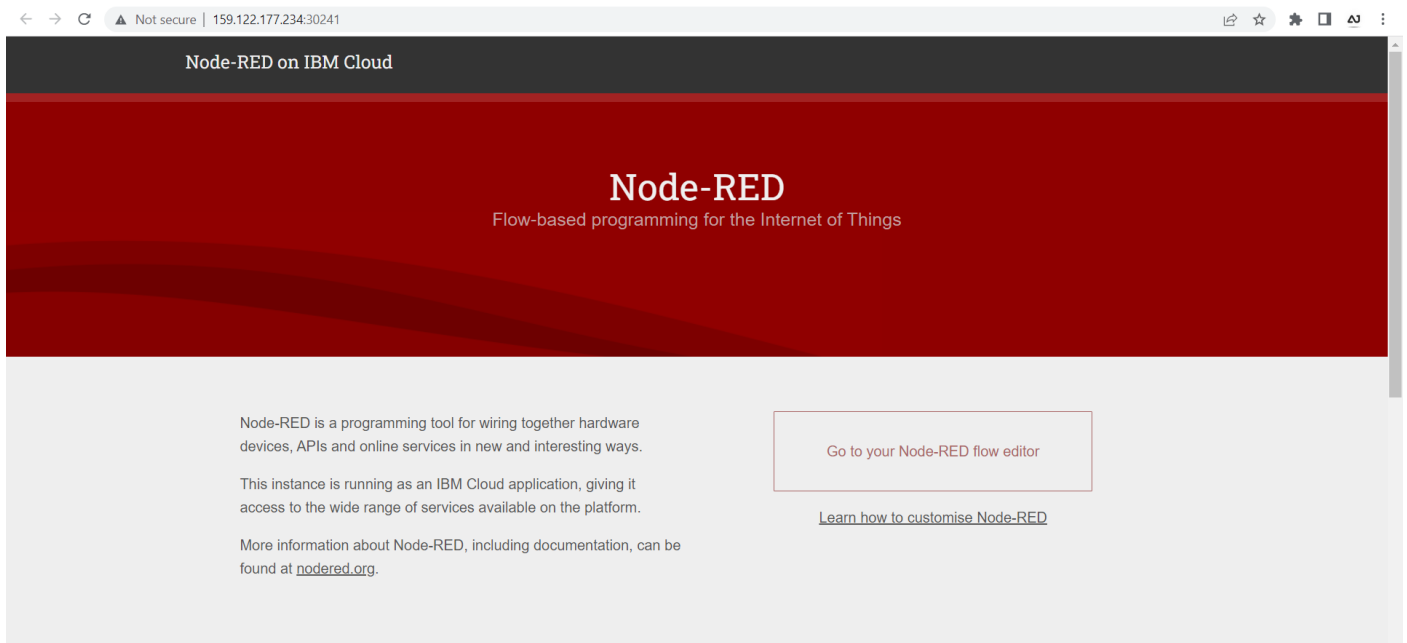 Not secure | 159.122.177.234:30241
Node-RED on IBM Cloud
Node-RED
Flow-based programming for the Internet of Things
Node-RED is a programming tool for wiring together hardware
devices, APIs and online services in new and interesting ways.
This instance is running as an IBM Cloud application, giving it
access to the wide range of services available on the platform.
More information about Node-RED, including documentation, can be
found at nodered.org.
Go to your Node-RED flow editor
Learn how to customise Node-RED